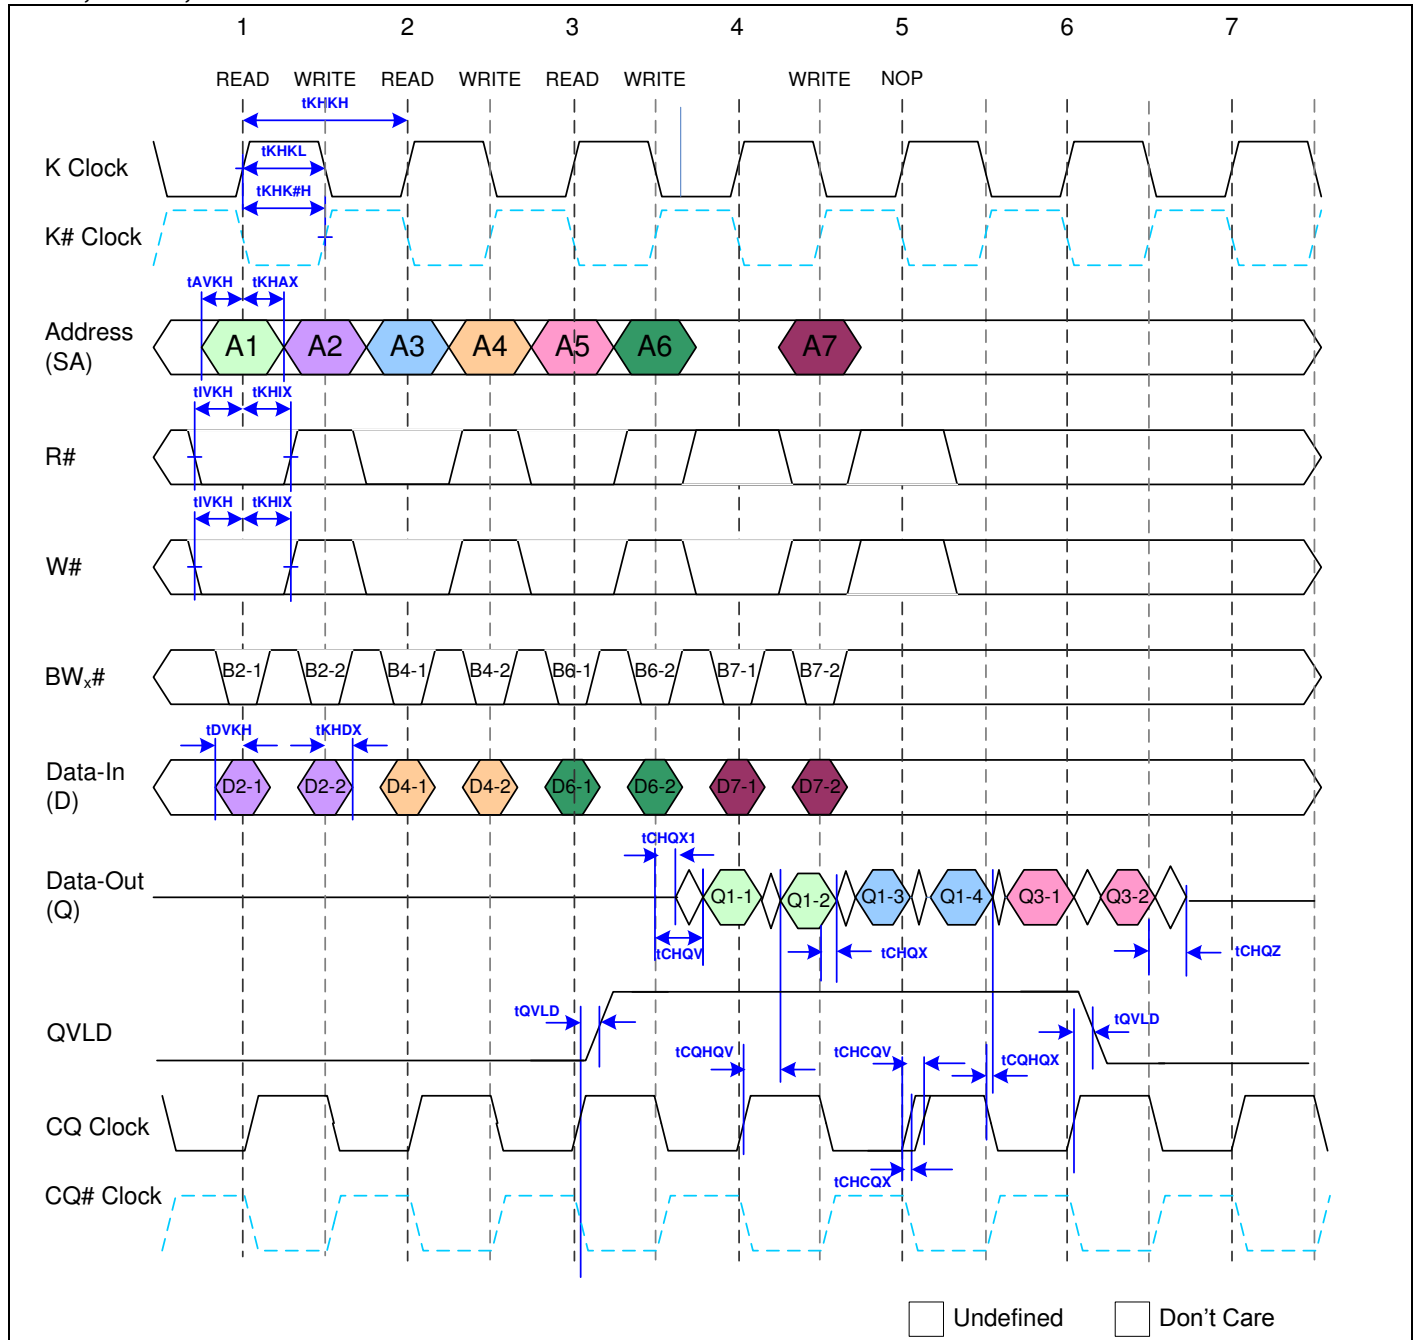 1 2 3 4 5 6 7
READ WRITE READ WRITE READ WRITE WRITE NOP
tKHKH
tKHKL
K Clock
tKHK#H
K# Clock
tAVKH tKHAX
Address
(SA)
A1 A2 A3 A4 A5 A6 A7
tIVKH tKHIX
R#
tIVKH tKHIX
W#
BWx#
B2-1 B2-2 B4-1 B4-2 B6-1 B6-2 B7-1 B7-2
tDVKH tKHDX
Data-In
(D)
D2-1 D2-2 D4-1 D4-2 D6-1 D6-2 D7-1 D7-2
tCHQX1
Data-Out
(Q)
Q1-1 Q1-2 Q1-3 Q1-4 Q3-1 Q3-2
tCHQV tCHQX tCHQZ
tQVLD tQVLD
QVLD
tCQHQV tCHCQV tCQHQX
CQ Clock
tCHCQX
CQ# Clock
Undefined Don't Care